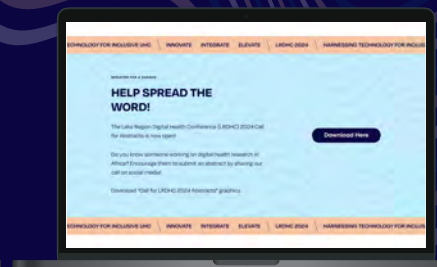 ECHNOLOGY FOR INCLUSIVE UHC \ INNOVATE INTEGRATE ELEVATE \ LRDHC 2024 \ HARNESSING TECHNOLOGY FOR INCLUS
HELP SPREAD THE
WORD!
The Lake Region Digital Health Conference (LRDHC) 2024 Call
for Abstracts is now open!
Download Here
Do you know someone working on digital health research in
Africa? Encourage them to submit an abstract by sharing our
call on social media!
Download "Call for LRDHC 2024 Abstracts" graphics
ECHNOLOGY FOR INCLUSIVE UHC \ INNOVATE INTEGRATE ELEVATE \ LRDHC 2024 \ HARNESSING TECHNOLOGY FOR INCLUS